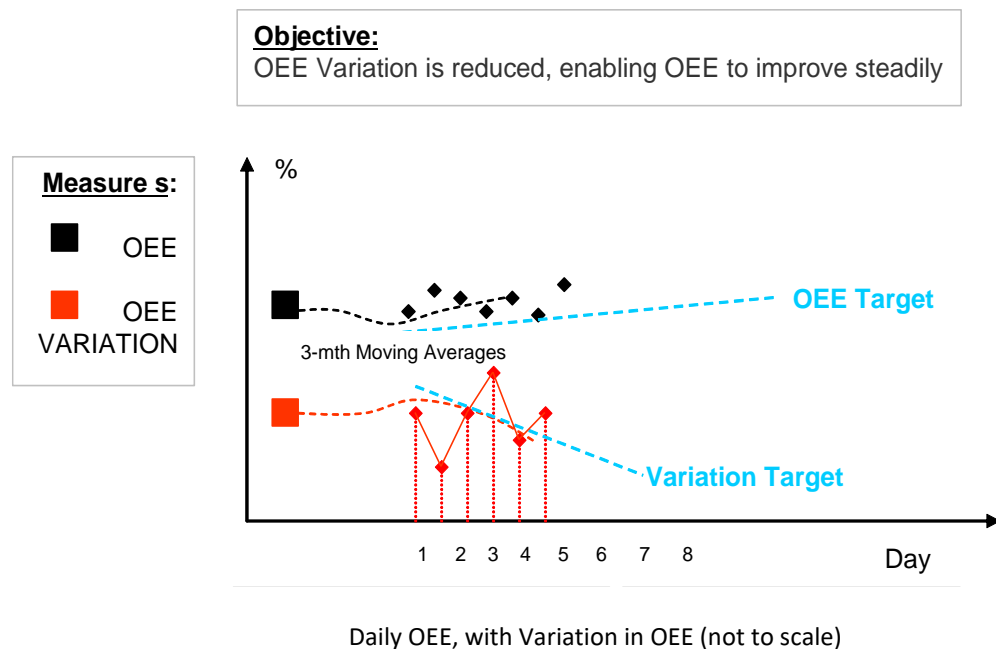 Objective:
OEE Variation is reduced, enabling OEE to improve steadily
Measure s:
OEE
OEE
VARIATION
%
OEE Target
3-mth Moving Averages
Variation Target
1 2 3 4 5 6 7 8
Day
Daily OEE, with Variation in OEE (not to scale)